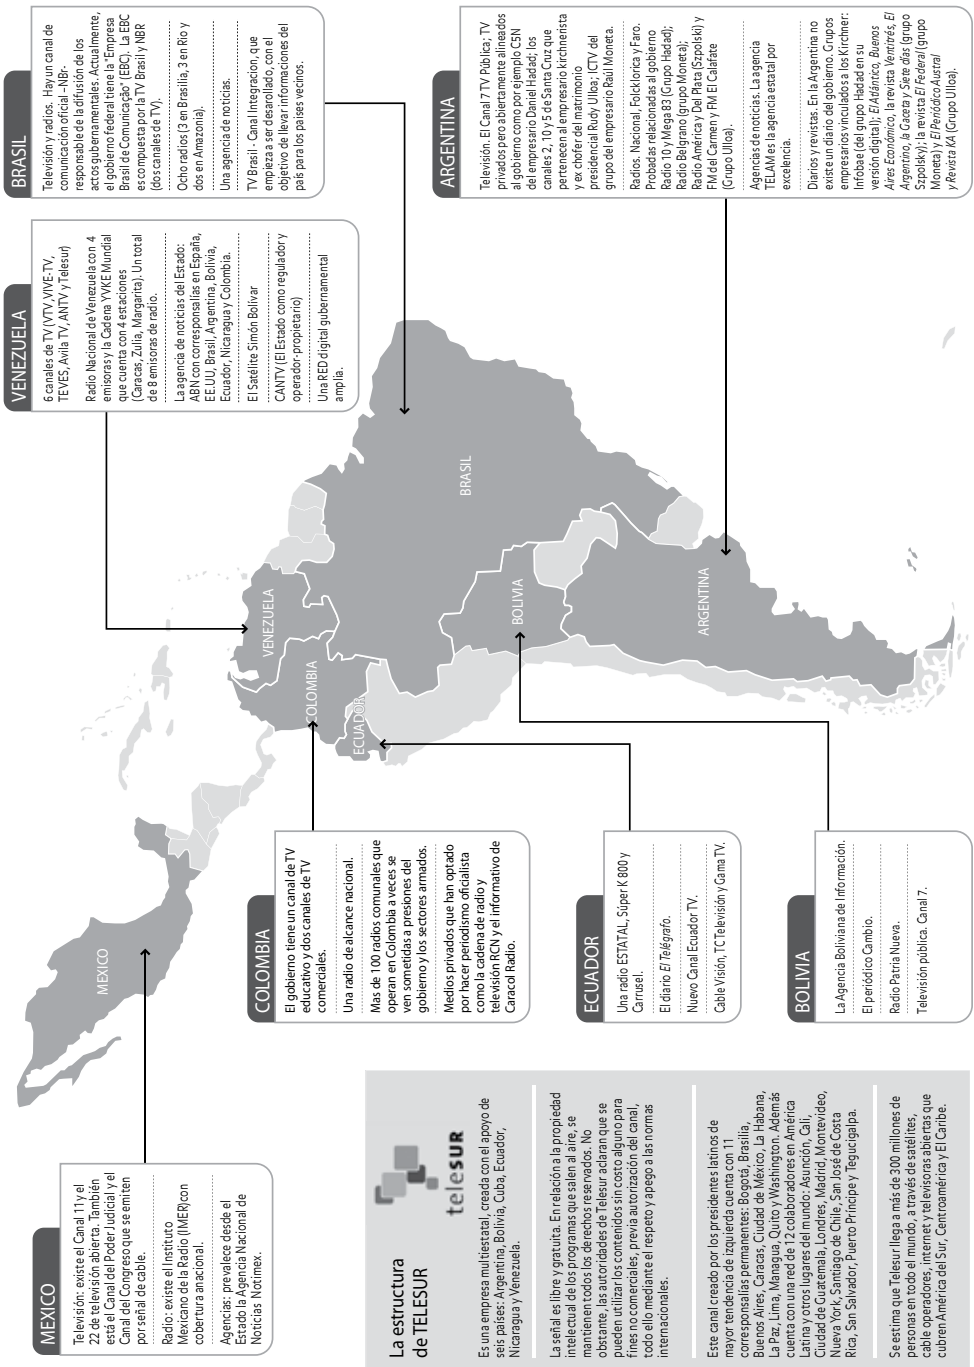 MEXICO
Televisión: existe el Canal 11 y el
22 de televisión abierta. También
está el Canal del Poder Judicial y el
Canal del Congreso que se emiten
por señal de cable.
Radio: existe el Instituto
Mexicano de la Radio (IMER)con
cobertura nacional.
Agencias: prevalece desde el
Estado la Agencia Nacional de
Noticias Notimex.
COLOMBIA
El gobierno tiene un canal de TV
educativo y dos canales de TV
comerciales.
Una radio de alcance nacional.
Mas de 100 radios comunales que
operan en Colombia a veces se
ven sometidas a presiones del
gobierno y los sectores armados.
Medios privados que han optado
por hacer periodismo oficialista
como la cadena de radio y
televisión RCN y el informativo de
Caracol Radio.
ECUADOR
Una radio ESTATAL, Súper K 800 y
Carrusel.
El diario El Telégrafo.
Nuevo Canal Ecuador TV.
Cable Visión, TC Televisión y Gama TV.
BOLIVIA
La Agencia Boliviana de Información.
El periódico Cambio.
Radio Patria Nueva.
Televisión pública. Canal 7.
VENEZUELA
6 canales de TV (VTV, VIVE-TV,
TEVES, Avila TV, ANTV y Telesur)
Radio Nacional de Venezuela con 4
emisoras y la Cadena YVKE Mundial
que cuenta con 4 estaciones
(Caracas, Zulia, Margarita). Un total
de 8 emisoras de radio.
La agencia de noticias del Estado:
ABN con corresponsalías en España,
EE.UU, Brasil, Argentina, Bolivia,
Ecuador, Nicaragua y Colombia.
El Satélite Simón Bolívar
CANTV (El Estado como regulador y
operador-propietario)
Una RED digital gubernamental
amplia.
BRASIL
Televisión y radios. Hay un canal de
comunicación oficial –NBr-
responsable de la difusión de los
actos gubernamentales. Actualmente,
el gobierno federal tiene la "Empresa
Brasil de Comunicação" (EBC). La EBC
es compuesta por la TV Brasil y NBR
(dos canales de TV).
Ocho radios (3 en Brasilia, 3 en Rio y
dos en Amazonia).
Una agencia de noticias.
TV Brasil - Canal Integracion, que
empieza a ser desarollado, con el
objetivo de llevar informaciones del
país para los países vecinos.
ARGENTINA
Televisión. El Canal 7 TV Pública; TV
privados pero abiertamente alineados
al gobierno como por ejemplo C5N
del empresario Daniel Hadad; los
canales 2, 10 y 5 de Santa Cruz que
pertenecen al empresario kirchnerista
y ex chofer del matrimonio
presidencial Rudy Ulloa; ICTV del
grupo del empresario Raúl Moneta.
Radios. Nacional, Folcklorica y Faro.
Probadas relacionadas al gobierno
Radio 10 y Mega 83 (Grupo Hadad);
Radio Belgrano (grupo Moneta);
Radio América y Del Plata (Szpolski) y
FM del Carmen y FM El Calafate
(Grupo Ulloa).
Agencias de noticias. La agencia
TELAM es la agencia estatal por
excelencia.
Diarios y revistas. En la Argentina no
existe un diario del gobierno. Grupos
empresarios vinculados a los Kirchner:
Infobae (del grupo Hadad en su
versión digital); El Atlántico, Buenos
Aires Económico, la revista Veintitrés, El
Argentino, la Gaceta y Siete días (grupo
Szpolsky); la revista El Federal (grupo
Moneta) y El Periódico Austral
y Revista KA (Grupo Ulloa).
MEXICO
VENEZUELA
COLOMBIA
ECUADOR
BRASIL
BOLIVIA
ARGENTINA
La estructura
de TELESUR
teleSUR
Es una empresa multiestatal, creada con el apoyo de
seis países: Argentina, Bolivia, Cuba, Ecuador,
Nicaragua y Venezuela.
La señal es libre y gratuita. En relación a la propiedad
intelectual de los programas que salen al aire, se
mantienen todos los derechos reservados. No
obstante, las autoridades de Telesur aclaran que se
pueden utilizar los contenidos sin costo alguno para
fines no comerciales, previa autorización del canal,
todo ello mediante el respeto y apego a las normas
internacionales.
Este canal creado por los presidentes latinos de
mayor tendencia de izquierda cuenta con 11
corresponsalías permanentes: Bogotá, Brasilia,
Buenos Aires, Caracas, Ciudad de México, La Habana,
La Paz, Lima, Managua, Quito y Washington. Además
cuenta con una red de 12 colaboradores en América
Latina y otros lugares del mundo: Asunción, Cali,
Ciudad de Guatemala, Londres, Madrid, Montevideo,
Nueva York, Santiago de Chile, San José de Costa
Rica, San Salvador, Puerto Príncipe y Tegucigalpa.
Se estima que Telesur llega a más de 300 millones de
personas en todo el mundo, a través de satélites,
cable operadores, internet y televisoras abiertas que
cubren América del Sur, Centroamérica y El Caribe.